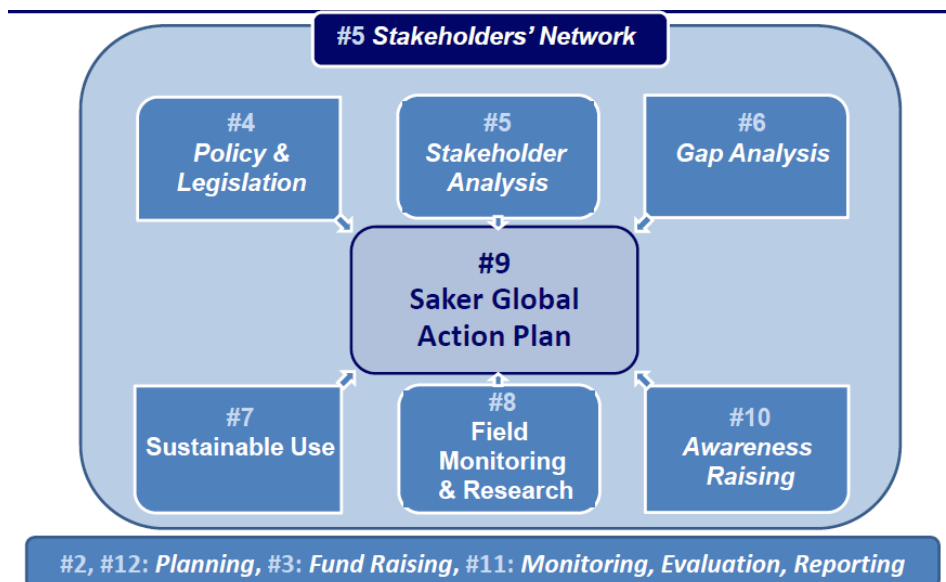 #5 Stakeholders’ Network
#4
Policy &
Legislation
#5
Stakeholder
Analysis
#6
Gap Analysis
#9
Saker Global
Action Plan
#7
Sustainable Use
#8
Field
Monitoring
& Research
#10
Awareness
Raising
#2, #12: Planning, #3: Fund Raising, #11: Monitoring, Evaluation, Reporting